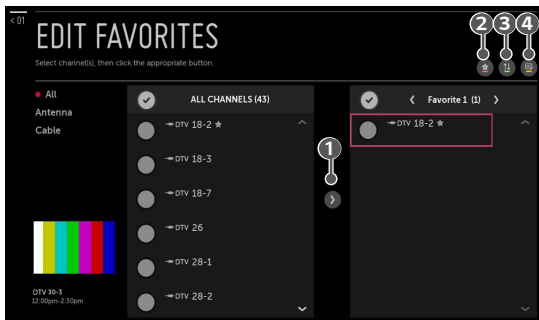 < 01
EDIT FAVORITES
Select channel(s), then click the appropriate button.
2 3 4
All
Antenna
Cable
ALL CHANNELS (43)
DTV 18-2 ★
DTV 18-3
DTV 18-7
DTV 26
DTV 28-1
DTV 28-2
1
Favorite 1 (1)
DTV 18-2 ★
DTV 30-3
12:00pm-2:30pm